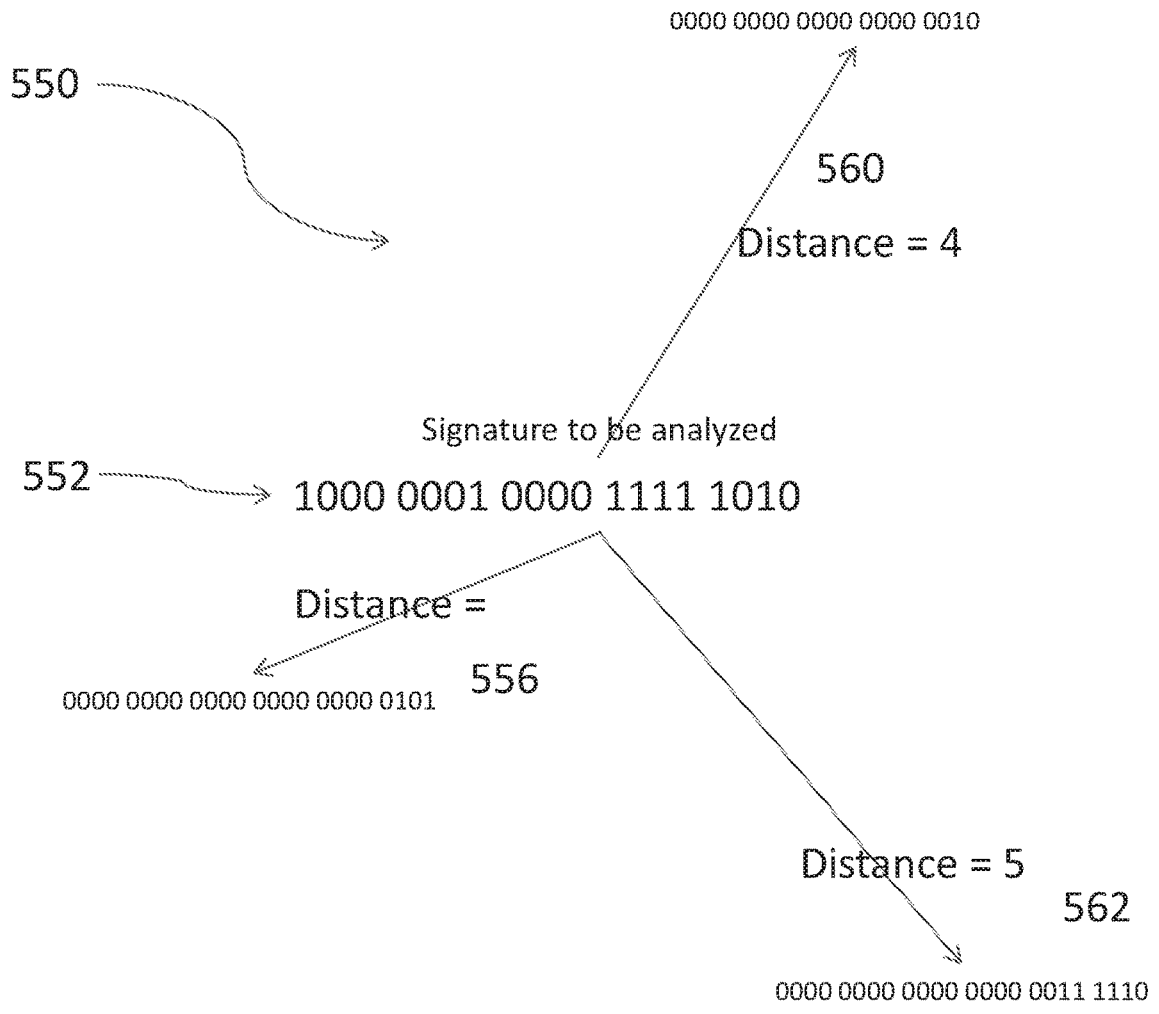 0000 0000 0000 0000 0010
550
560
Distance = 4
Signature to be analyzed
552
1000 0001 0000 1111 1010
Distance =
556
0000 0000 0000 0000 0000 0101
Distance = 5
562
0000 0000 0000 0000 0011 1110